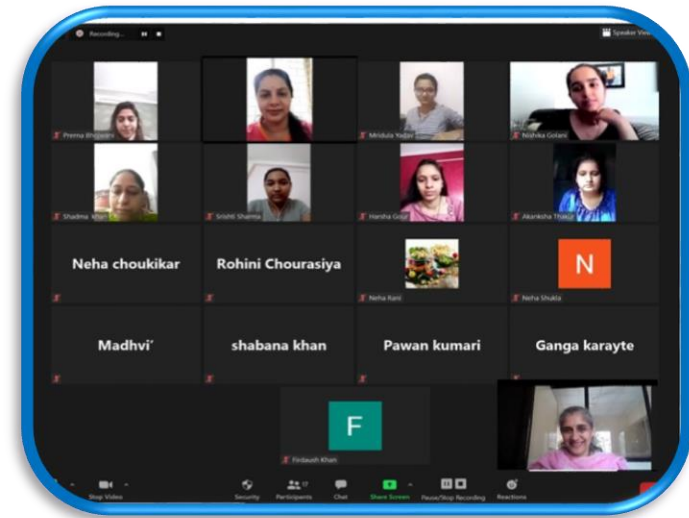 Recording...
Speaker View
Prerna Bhojwani
Mridula Yadav
Nishika Golani
Shadma khan
Srishti Sharma
Harsha Gour
Akanksha Thakur
Neha choukikar
Rohini Chourasiya
Neha Rani
N
Neha Shukla
Madhvi'
shabana khan
Pawan kumari
Ganga karayte
F
Firdaush Khan
Stop Video
Security
Participants
17
Chat
Share Screen
Pause/Stop Recording
Reactions